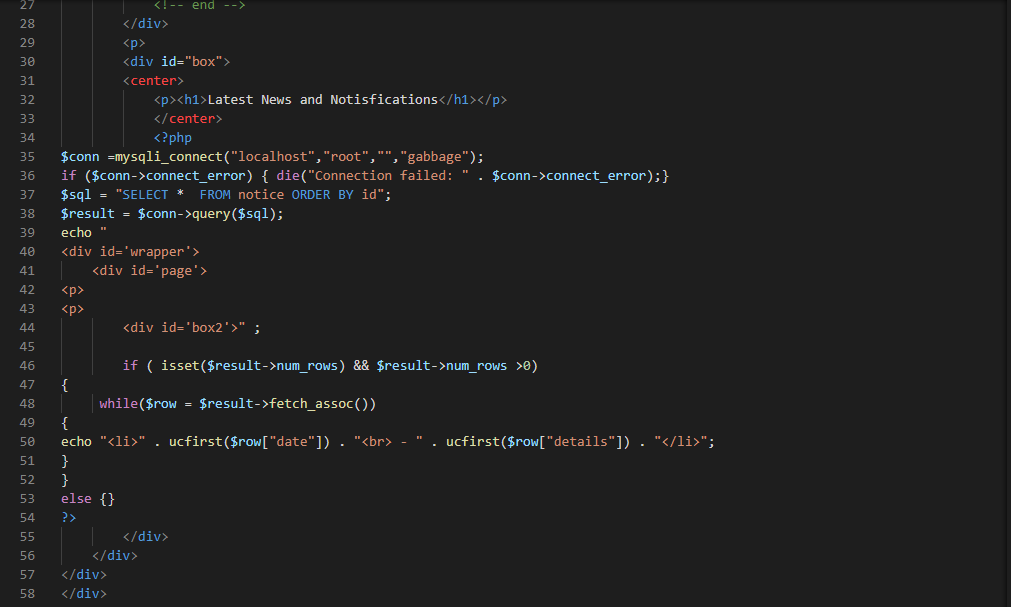 27 <!-- end -->
28 </div>
29 <p>
30 <div id="box">
31 <center>
32 <p><h1>Latest News and Notisfications</h1></p>
33 </center>
34 <?php
35 $conn =mysqli_connect("localhost","root","","gabbage");
36 if ($conn->connect_error) { die("Connection failed: " . $conn->connect_error);}
37 $sql = "SELECT *  FROM notice ORDER BY id";
38 $result = $conn->query($sql);
39 echo "
40 <div id='wrapper'>
41 <div id='page'>
42 <p>
43 <p>
44 <div id='box2'>" ;
45
46 if ( isset($result->num_rows) && $result->num_rows >0)
47 {
48 while($row = $result->fetch_assoc())
49 {
50 echo "<li>" . ucfirst($row["date"]) . "<br> - " . ucfirst($row["details"]) . "</li>";
51 }
52 }
53 else {}
54 ?>
55 </div>
56 </div>
57 </div>
58 </div>